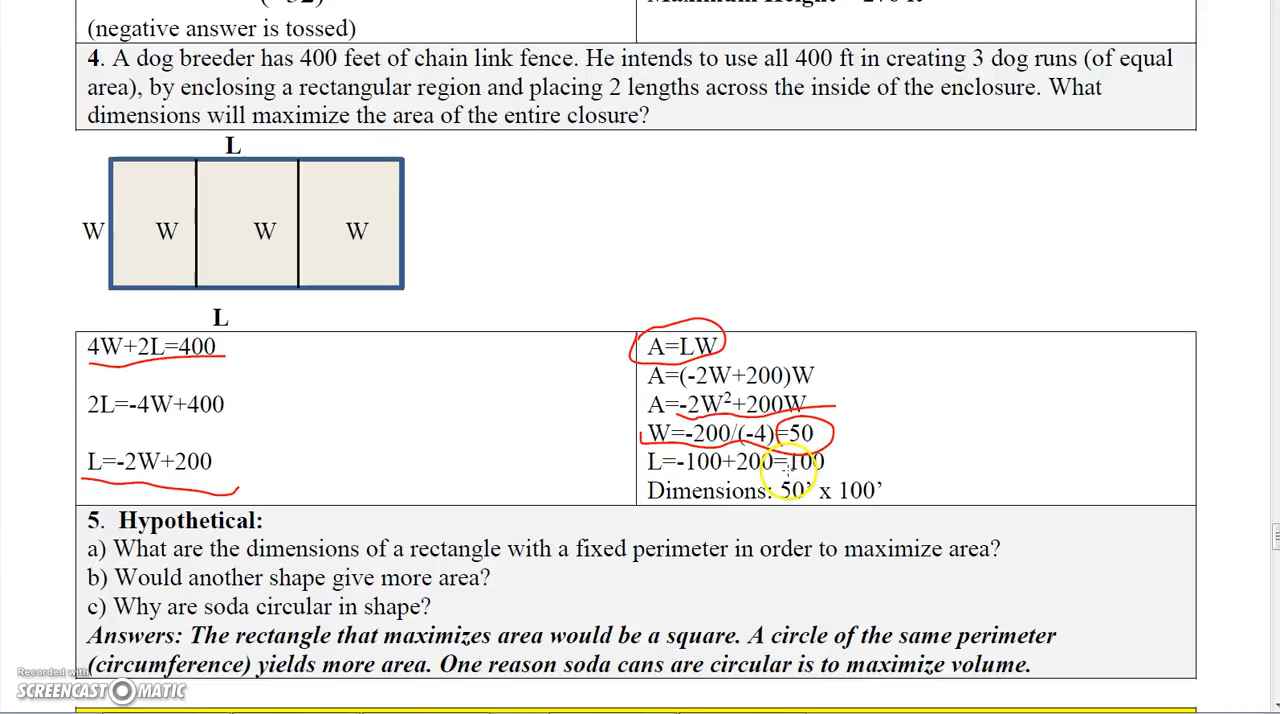 (negative answer is tossed)
4. A dog breeder has 400 feet of chain link fence. He intends to use all 400 ft in creating 3 dog runs (of equal
area), by enclosing a rectangular region and placing 2 lengths across the inside of the enclosure. What
dimensions will maximize the area of the entire closure?
L
W W W W
L
4W+2L=400
2L=-4W+400
L=-2W+200
A=LW
A=(-2W+200)W
A=-2W²+200W
W=-200/(-4)=50
L=-100+200=100
Dimensions: 50’ x 100’
5. Hypothetical:
a) What are the dimensions of a rectangle with a fixed perimeter in order to maximize area?
b) Would another shape give more area?
c) Why are soda circular in shape?
Answers: The rectangle that maximizes area would be a square. A circle of the same perimeter
(circumference) yields more area. One reason soda cans are circular is to maximize volume.
Recorded with
SCREENCAST MATIC